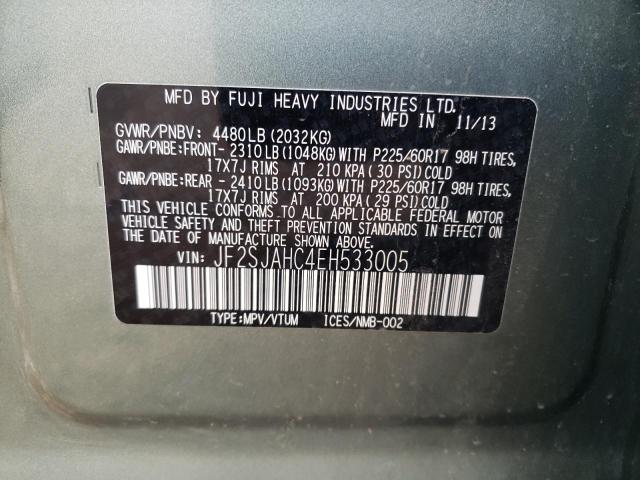 MFD BY FUJI HEAVY INDUSTRIES LTD.
MFD IN 11/13
GVWR/PNBV: 4480LB(2032KG)
GAWR/PNBE:FRONT- 2310LB(1048KG)WITH P225/60R17 98H TIRES,
17X7J RIMS AT 210 KPA( 30 PSI)COLD
GAWR/PNBE:REAR - 2410LB(1093KG)WITH P225/60R17 98H TIRES,
17X7J RIMS AT 200 KPA( 29 PSI)COLD
THIS VEHICLE CONFORMS TO ALL APPLICABLE FEDERAL MOTOR
VEHICLE SAFETY AND THEFT PREVENTION STANDARDS IN EFFECT ON
THE DATE OF MANUFACTURE SHOWN ABOVE.
VIN: JF2SJAHC4EH533005
TYPE:MPV/VTUM ICES/NMB-002